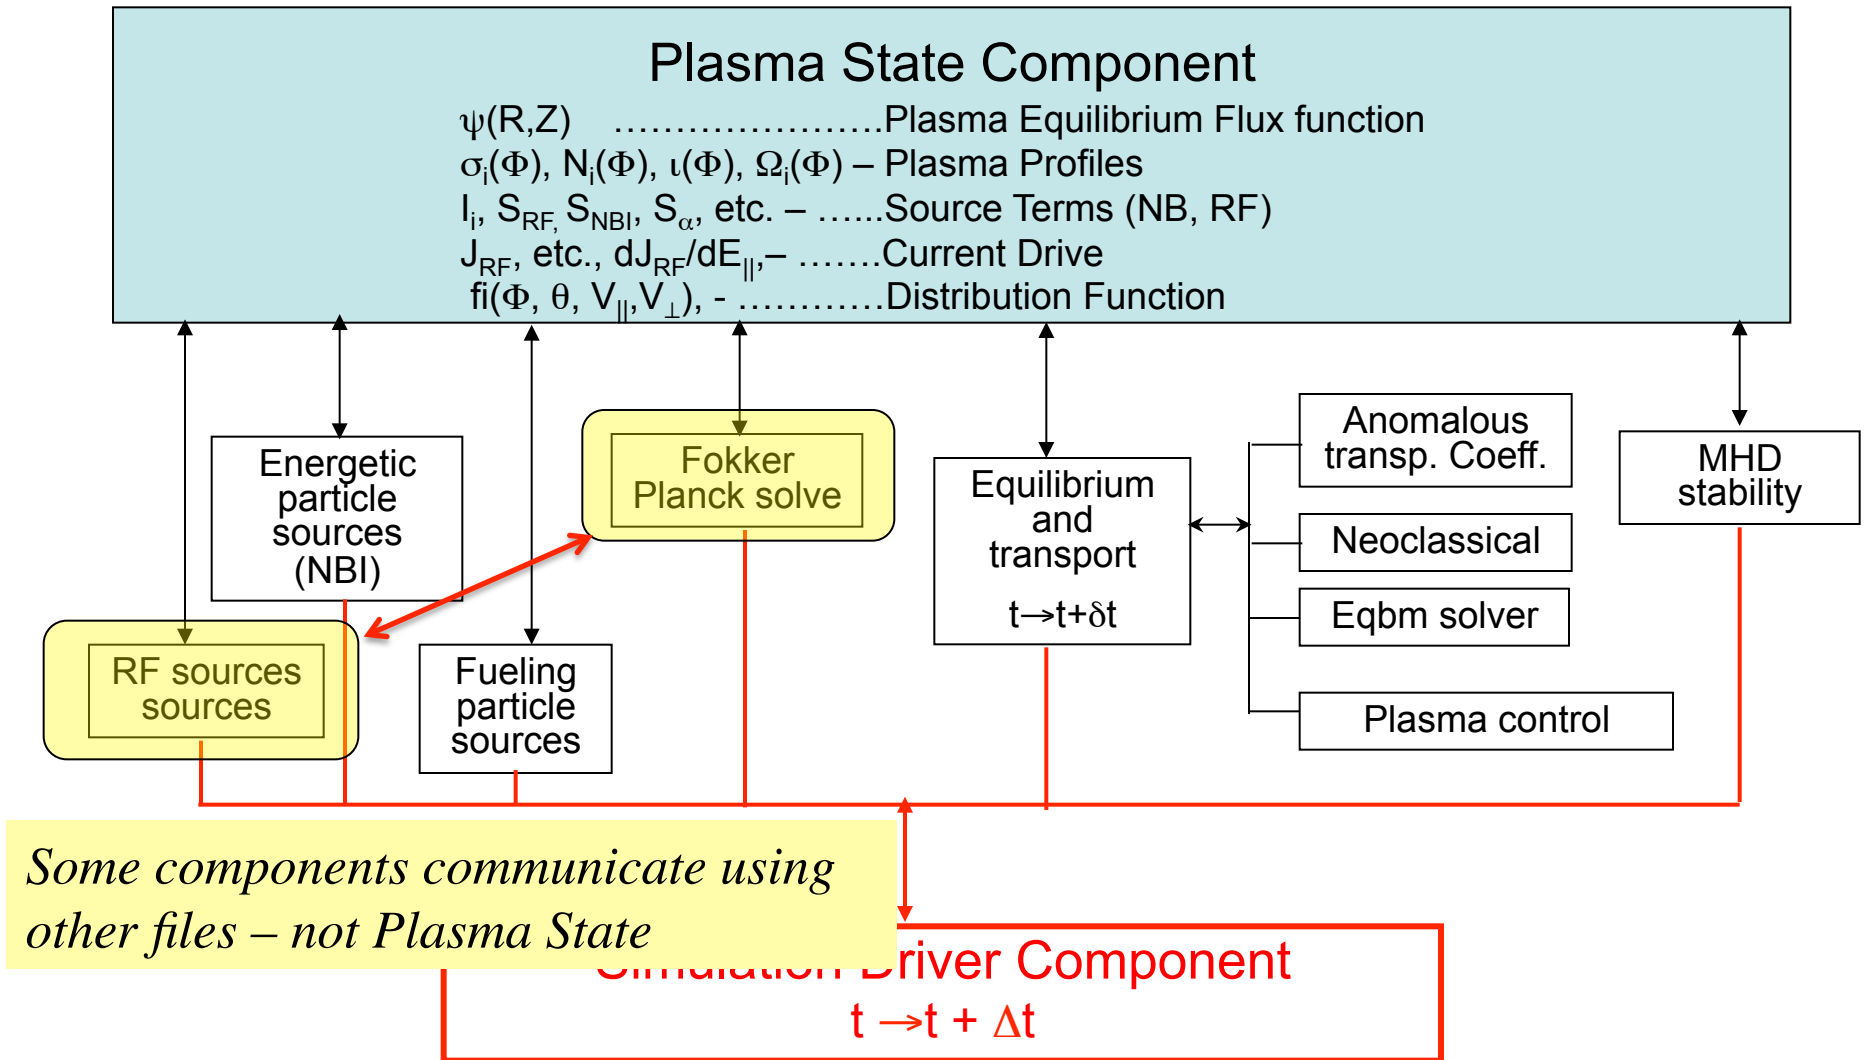 Plasma State Component
ψ(R,Z) ......................Plasma Equilibrium Flux function
σi(Φ), Ni(Φ), ι(Φ), Ωi(Φ) – Plasma Profiles
Ii, SRF, SNBI, Sα, etc. – …...Source Terms (NB, RF)
JRF, etc., dJRF/dE||,– …….Current Drive
fi(Φ, θ, V||,V⊥), - …………Distribution Function
Energetic
particle
sources
(NBI)
Fokker
Planck solve
Equilibrium
and
transport
t→t+δt
Anomalous
transp. Coeff.
Neoclassical
Eqbm solver
Plasma control
MHD
stability
RF sources
sources
Fueling
particle
sources
Some components communicate using
other files – not Plasma State
Simulation Driver Component
t →t + Δt